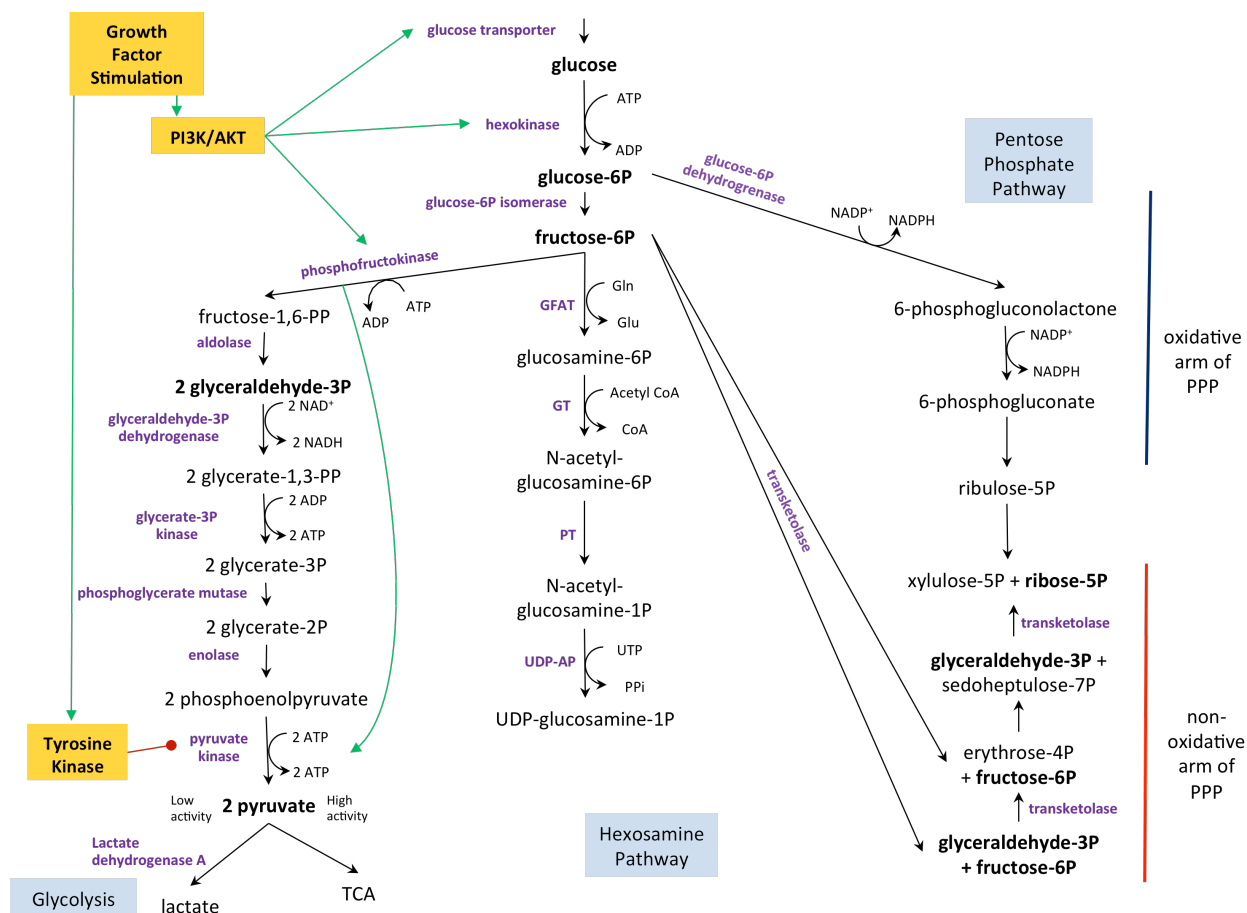 Growth
Factor
Stimulation
PI3K/AKT
glucose transporter
glucose
ATP
hexokinase
ADP
glucose-6P
glucose-6P isomerase
fructose-6P
glucose-6P
dehydrogrenase
NADP+
NADPH
Pentose
Phosphate
Pathway
phosphofructokinase
ATP
ADP
fructose-1,6-PP
aldolase
2 glyceraldehyde-3P
2 NAD+
glyceraldehyde-3P
dehydrogenase
2 NADH
2 glycerate-1,3-PP
2 ADP
glycerate-3P
kinase
2 ATP
2 glycerate-3P
phosphoglycerate mutase
2 glycerate-2P
enolase
2 phosphoenolpyruvate
Tyrosine
Kinase
pyruvate
kinase
2 ATP
2 ATP
Low
activity
2 pyruvate
High
activity
Lactate
dehydrogenase A
Glycolysis
lactate
TCA
Gln
GFAT
Glu
glucosamine-6P
Acetyl CoA
GT
CoA
N-acetyl-
glucosamine-6P
PT
N-acetyl-
glucosamine-1P
UTP
UDP-AP
PPi
UDP-glucosamine-1P
Hexosamine
Pathway
transketolase
6-phosphogluconolactone
NADP+
NADPH
6-phosphogluconate
ribulose-5P
oxidative
arm of
PPP
xylulose-5P + ribose-5P
transketolase
glyceraldehyde-3P +
sedoheptulose-7P
erythrose-4P
+ fructose-6P
transketolase
glyceraldehyde-3P
+ fructose-6P
non-
oxidative
arm of
PPP